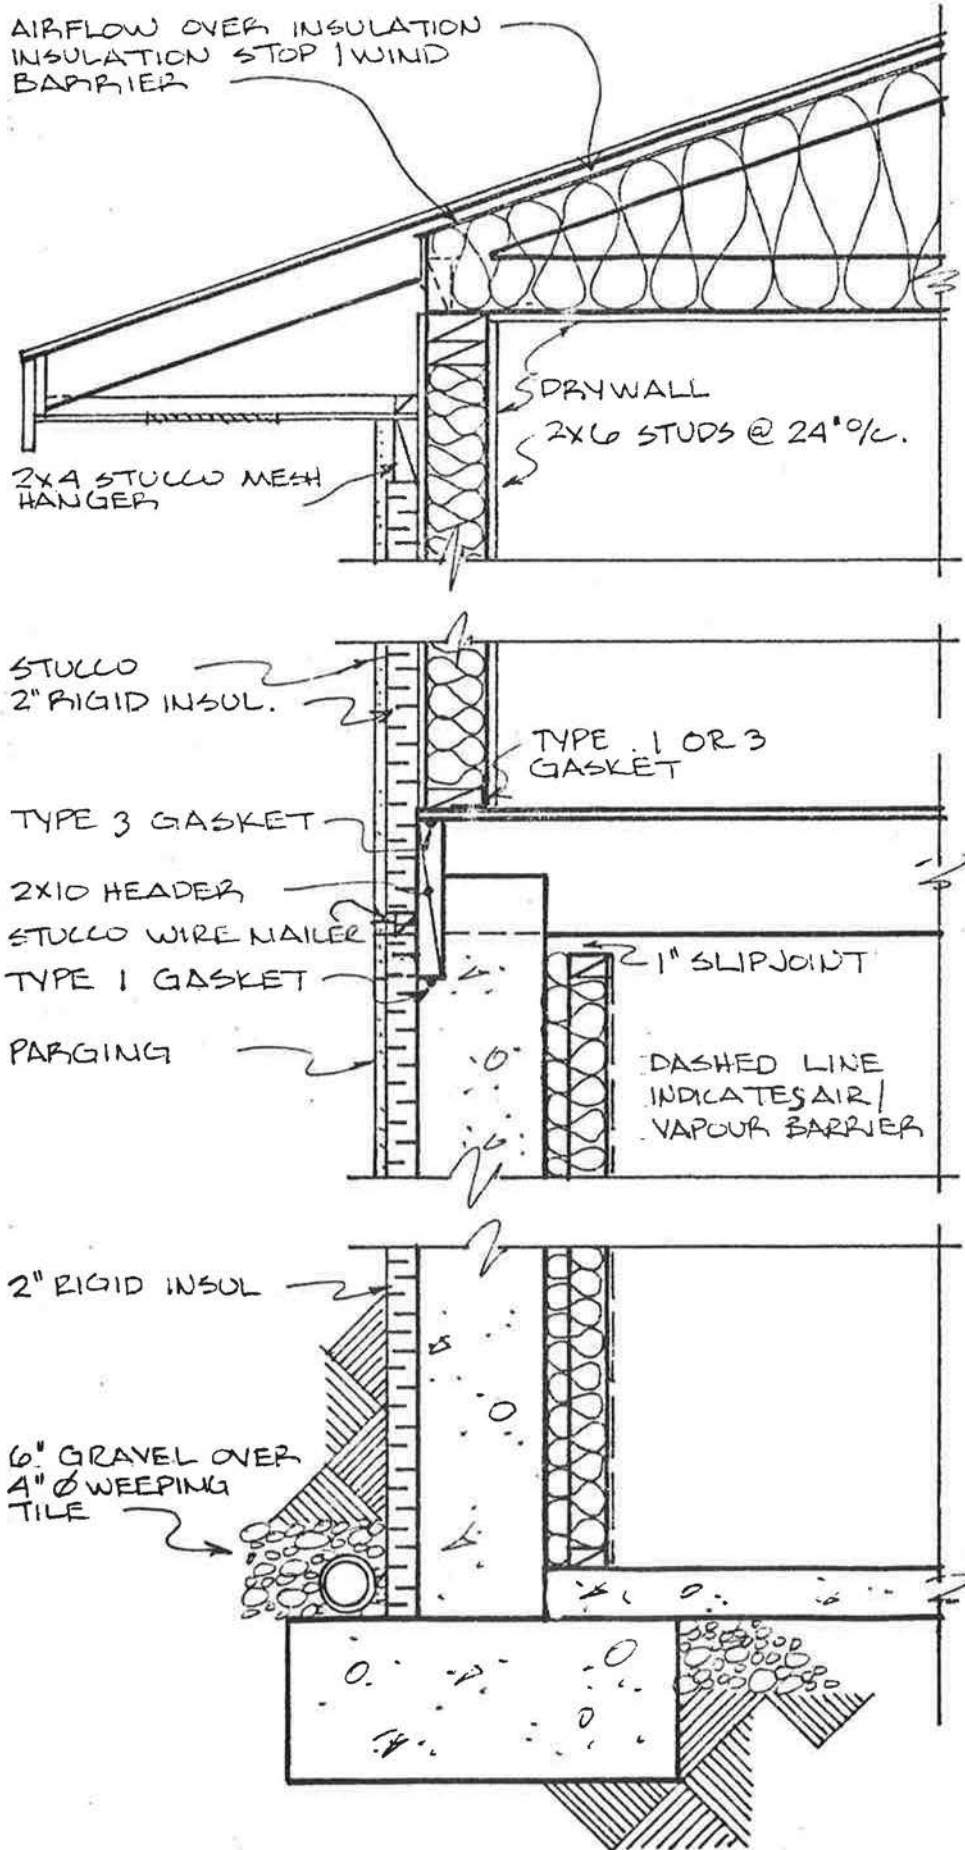 AIRFLOW OVER INSULATION
INSULATION STOP / WIND
BARRIER
DRYWALL
2X6 STUDS @ 24" O/C.
2X4 STUCCO MESH
HANGER
STUCCO
2" RIGID INSUL.
TYPE 1 OR 3
GASKET
TYPE 3 GASKET
2X10 HEADER
STUCCO WIRE NAILER
TYPE 1 GASKET
1" SLIPJOINT
PARGING
DASHED LINE
INDICATES AIR /
VAPOUR BARRIER
2" RIGID INSUL
6" GRAVEL OVER
4" Ø WEEPING
TILE